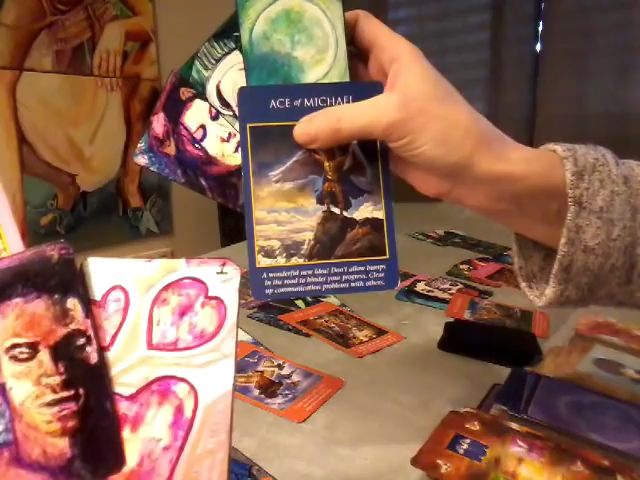 ACE of MICHAEL
A wonderful new idea! Don't allow bumps
in the road to hinder your progress. Clear
up communication problems with others.